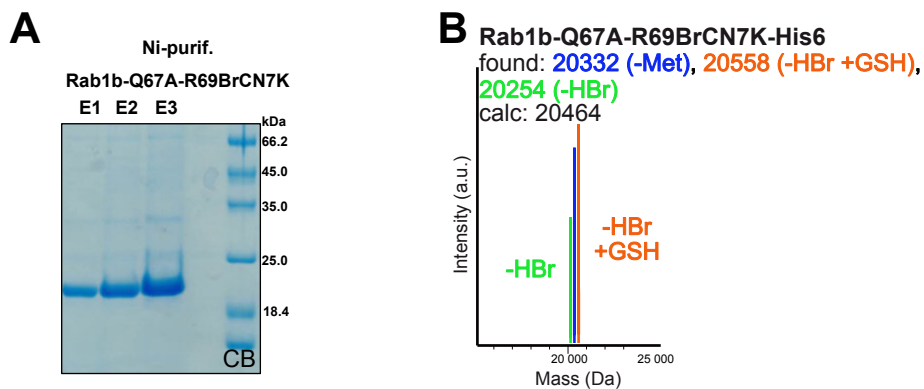 A
Ni-purif.
Rab1b-Q67A-R69BrCN7K
E1 E2 E3
kDa
66.2
45.0
35.0
25.0
18.4
CB
B
Rab1b-Q67A-R69BrCN7K-His6
found: 20332 (-Met), 20558 (-HBr +GSH),
20254 (-HBr)
calc: 20464
Intensity (a.u.)
-HBr
-HBr
+GSH
20 000
25 000
Mass (Da)